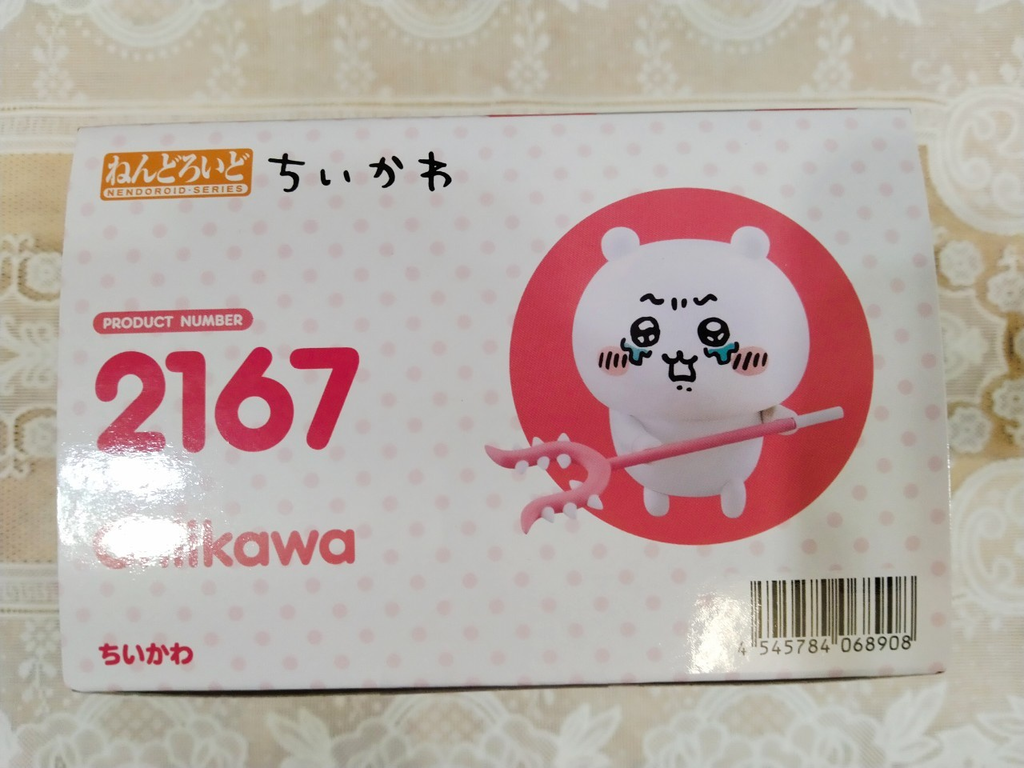 ねんどろいど
NENDOROID·SERIES
ちいかわ
PRODUCT NUMBER
2167
Chiikawa
ちいかわ
4 545784 068908